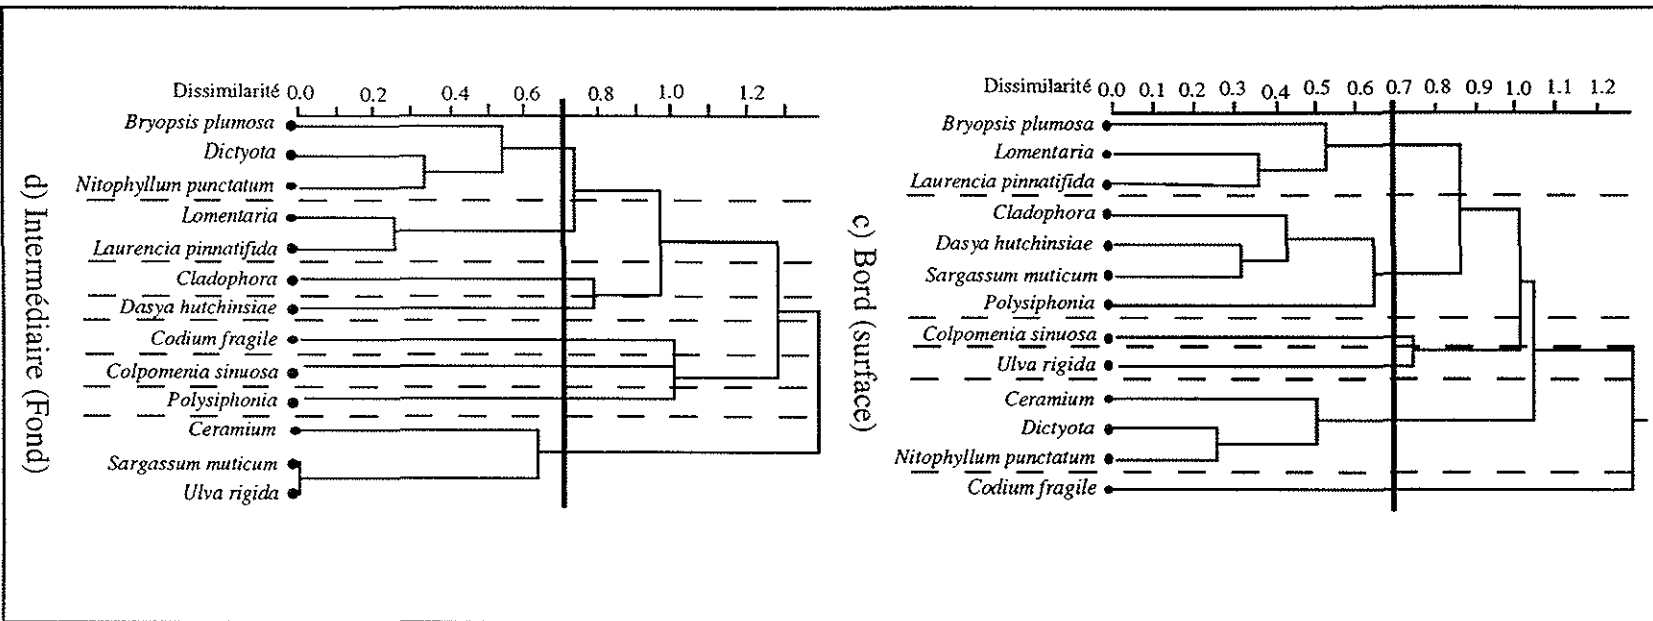 Dissimilarité 0.0 0.2 0.4 0.6 0.8 1.0 1.2
Bryopsis plumosa
Dictyota
Nitophyllum punctatum
Lomentaria
Laurencia pinnatifida
Cladophora
Dasya hutchinsiae
Codium fragile
Colpomenia sinuosa
Polysiphonia
Ceramium
Sargassum muticum
Ulva rigida
d) Intermédiaire (Fond)
Dissimilarité 0.0 0.1 0.2 0.3 0.4 0.5 0.6 0.7 0.8 0.9 1.0 1.1 1.2
Bryopsis plumosa
Lomentaria
Laurencia pinnatifida
Cladophora
Dasya hutchinsiae
Sargassum muticum
Polysiphonia
Colpomenia sinuosa
Ulva rigida
Ceramium
Dictyota
Nitophyllum punctatum
Codium fragile
c) Bord (surface)